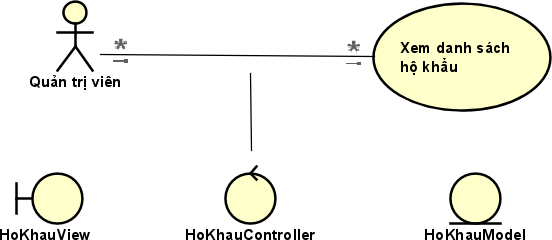 *
*
Xem danh sách
hộ khẩu
Quản trị viên
HoKhauView
HoKhauController
HoKhauModel